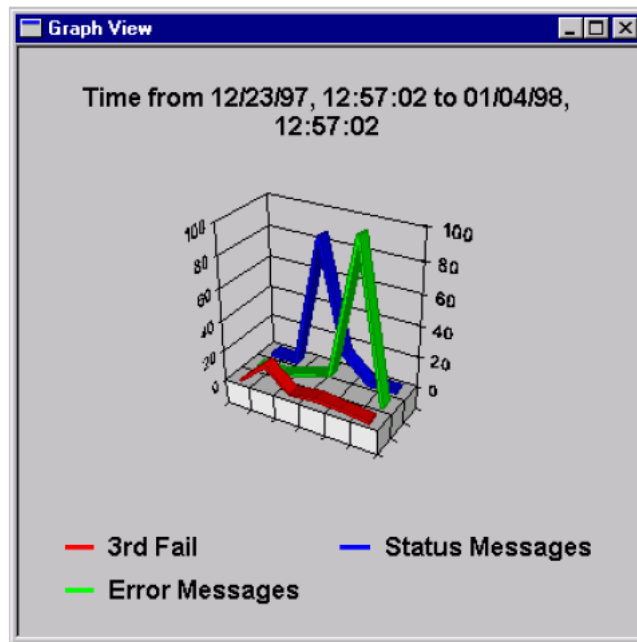 Graph View
Time from 12/23/97, 12:57:02 to 01/04/98,
12:57:02
100
80
60
40
20
0
100
80
60
40
20
0
3rd Fail
Status Messages
Error Messages